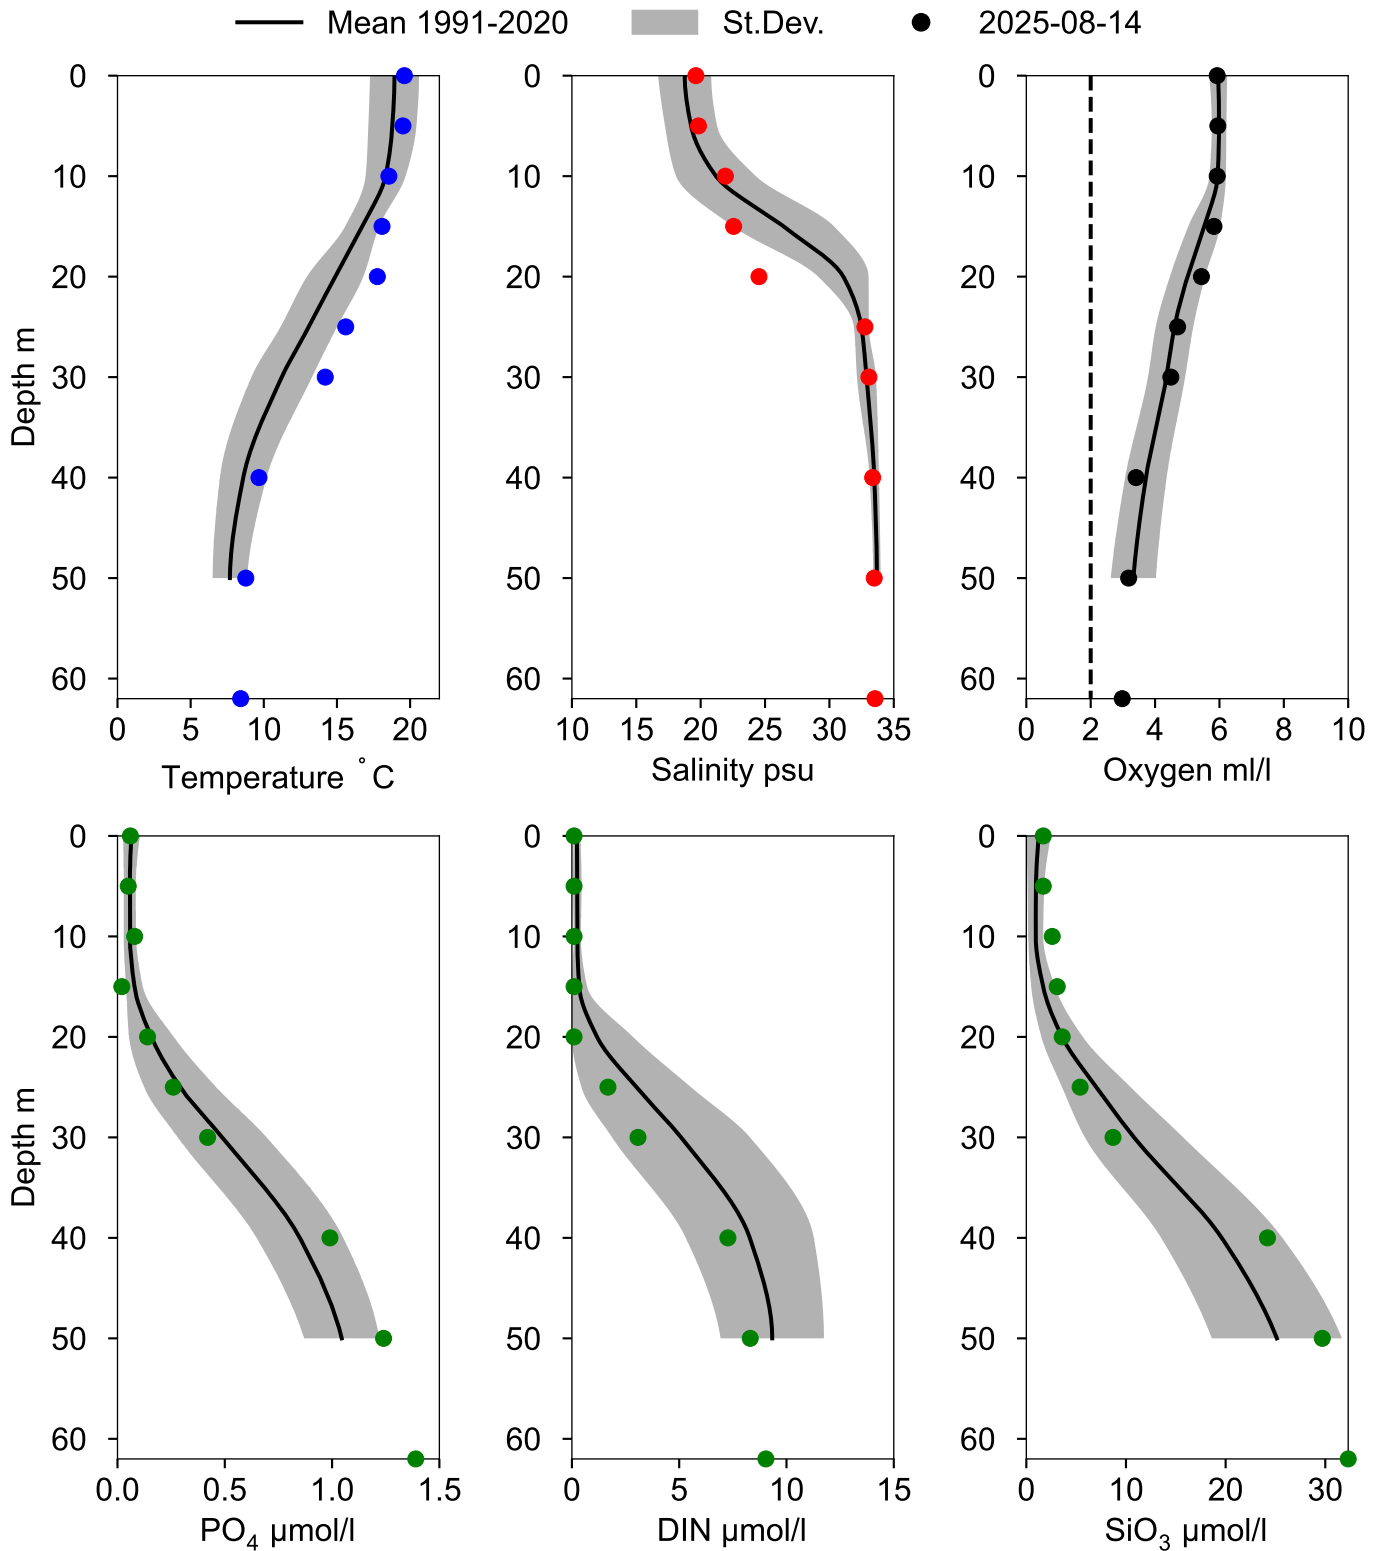 Mean 1991-2020 St.Dev. 2025-08-14
0 0 0
10 10 10
20 20 20
30 30 30
40 40 40
50 50 50
60 60 60
Depth m
0 5 10 15 20 10 15 20 25 30 35 0 2 4 6 8 10
Temperature °C Salinity psu Oxygen ml/l
0 0 0
10 10 10
20 20 20
30 30 30
40 40 40
50 50 50
60 60 60
Depth m
0.0 0.5 1.0 1.5 0 5 10 15 0 10 20 30
PO₄ µmol/l DIN µmol/l SiO₃ µmol/l